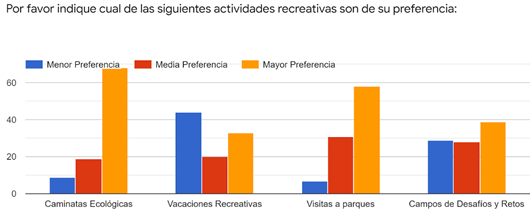 Por favor indique cual de las siguientes actividades recreativas son de su preferencia:
Menor Preferencia Media Preferencia Mayor Preferencia
60
40
20
0
Caminatas Ecológicas Vacaciones Recreativas Visitas a parques Campos de Desafíos y Retos